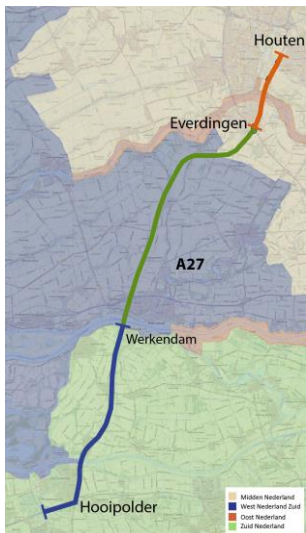 Houten
Everdingen
A27
Werkendam
Hooipolder
Midden Nederland
West Nederland Zuid
Oost Nederland
Zuid Nederland